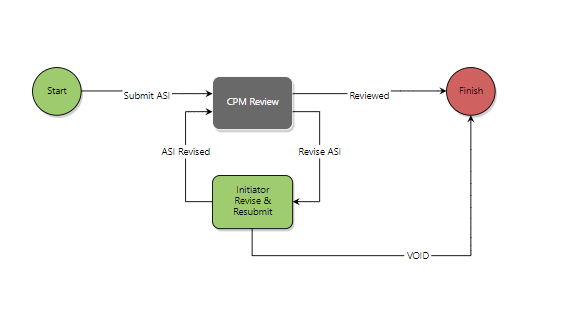 Start
Submit ASI
CPM Review
Reviewed
Finish
ASI Revised
Revise ASI
Initiator
Revise &
Resubmit
VOID